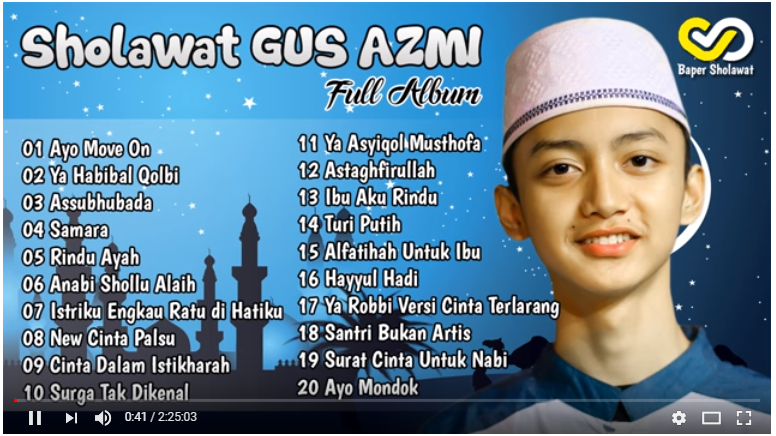 Sholawat GUS AZMI
Full Album
Baper Sholawat
01 Ayo Move On
02 Ya Habibal Qolbi
03 Assubhubada
04 Samara
05 Rindu Ayah
06 Anabi Shollu Alaih
07 Istriku Engkau Ratu di Hatiku
08 New Cinta Palsu
09 Cinta Dalam Istikharah
10 Surga Tak Dikenal
11 Ya Asyiqol Musthofa
12 Astaghfirullah
13 Ibu Aku Rindu
14 Turi Putih
15 Alfatihah Untuk Ibu
16 Hayyul Hadi
17 Ya Robbi Versi Cinta Terlarang
18 Santri Bukan Artis
19 Surat Cinta Untuk Nabi
20 Ayo Mondok
0:41 / 2:25:03